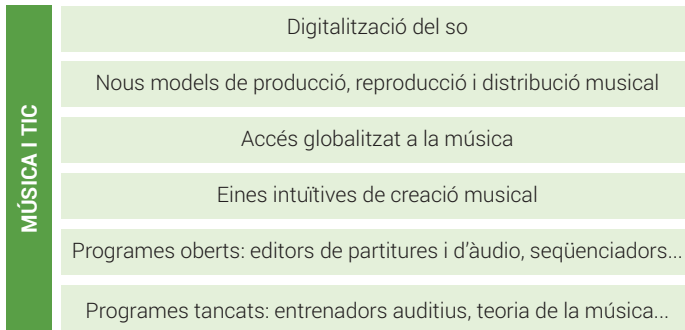 MÚSICA I TIC
Digitalització del so
Nous models de producció, reproducció i distribució musical
Accés globalitzat a la música
Eines intuïtives de creació musical
Programes oberts: editors de partitures i d'àudio, seqüenciadors...
Programes tancats: entrenadors auditius, teoria de la música...